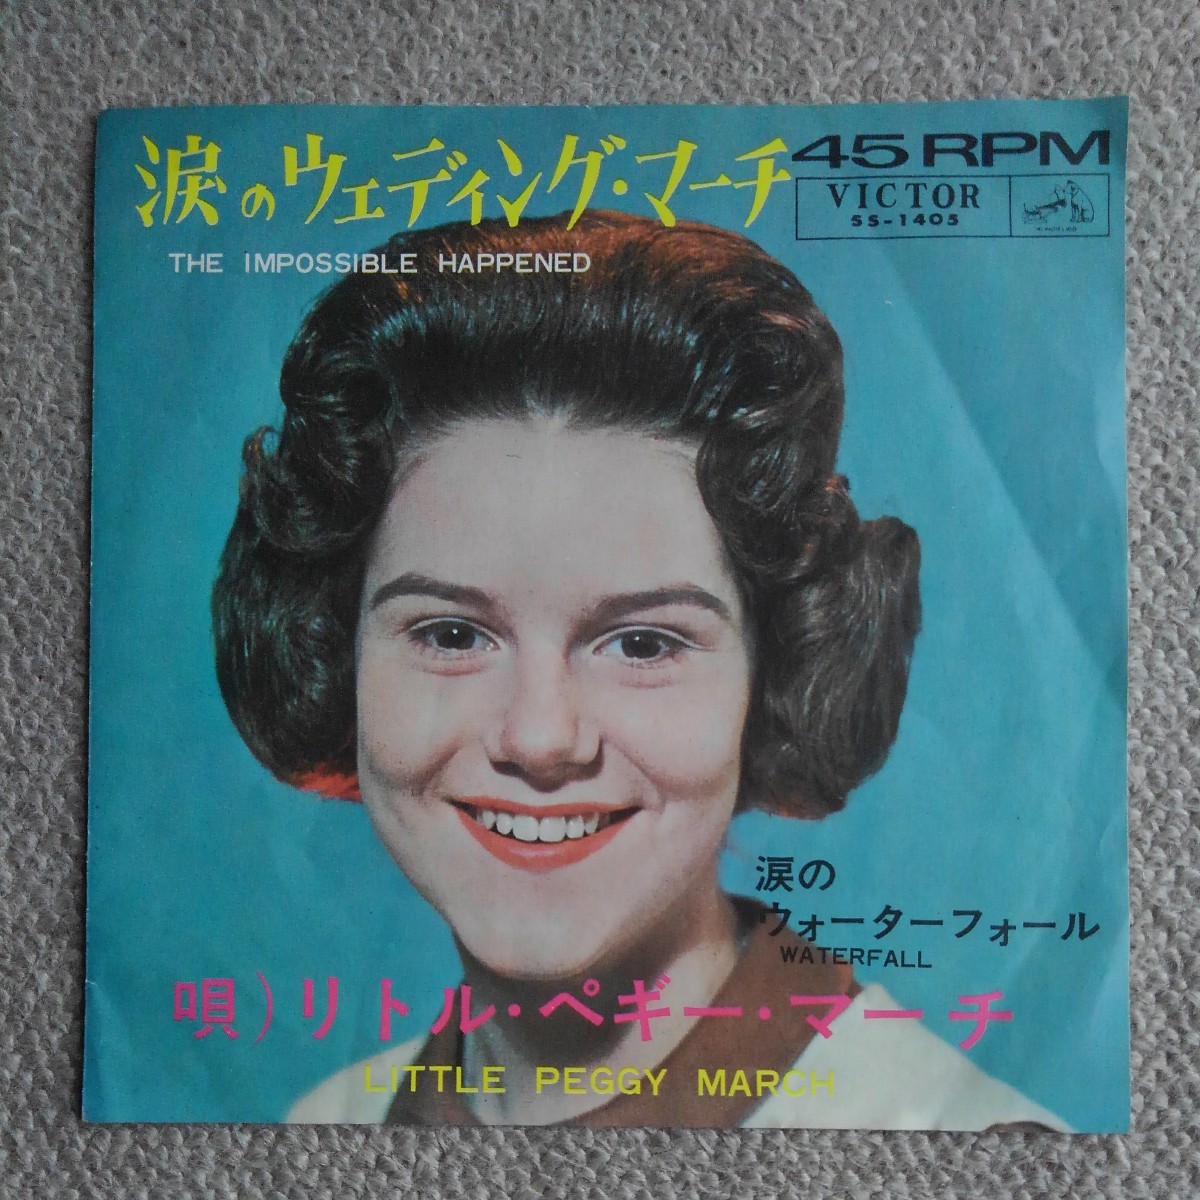 涙のウェディング・マーチ
THE IMPOSSIBLE HAPPENED
45 RPM
VICTOR
SS-1405
涙の
ウォーターフォール
WATERFALL
唄）リトル・ペギー・マーチ
LITTLE PEGGY MARCH